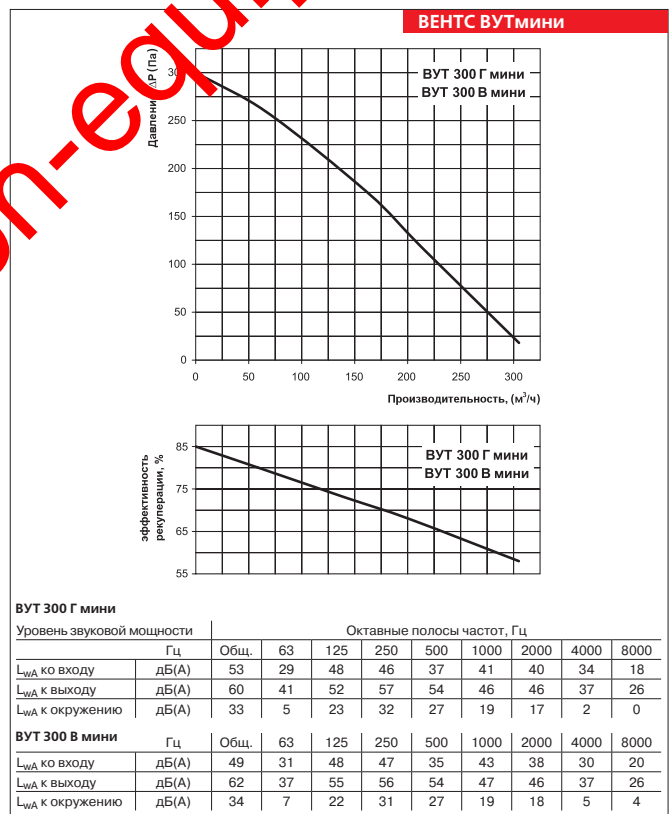 ВЕНТС ВУТмини
Давление, ΔP (Па)
ВУТ 300 Г мини
ВУТ 300 В мини
250
200
150
100
50
0
0 50 100 150 200 250 300
Производительность, (м³/ч)
эффективность
рекуперации, %
ВУТ 300 Г мини
ВУТ 300 В мини
85
75
65
55
ВУТ 300 Г мини
Уровень звуковой мощности Октавные полосы частот, Гц
Гц Общ. 63 125 250 500 1000 2000 4000 8000
LwA ко входу дБ(А) 53 29 48 46 37 41 40 34 18
LwA к выходу дБ(А) 60 41 52 57 54 46 46 37 26
LwA к окружению дБ(А) 33 5 23 32 27 19 17 2 0
ВУТ 300 В мини Гц Общ. 63 125 250 500 1000 2000 4000 8000
LwA ко входу дБ(А) 49 31 48 47 35 43 38 30 20
LwA к выходу дБ(А) 62 37 55 56 54 47 46 37 26
LwA к окружению дБ(А) 34 7 22 31 27 19 18 5 4